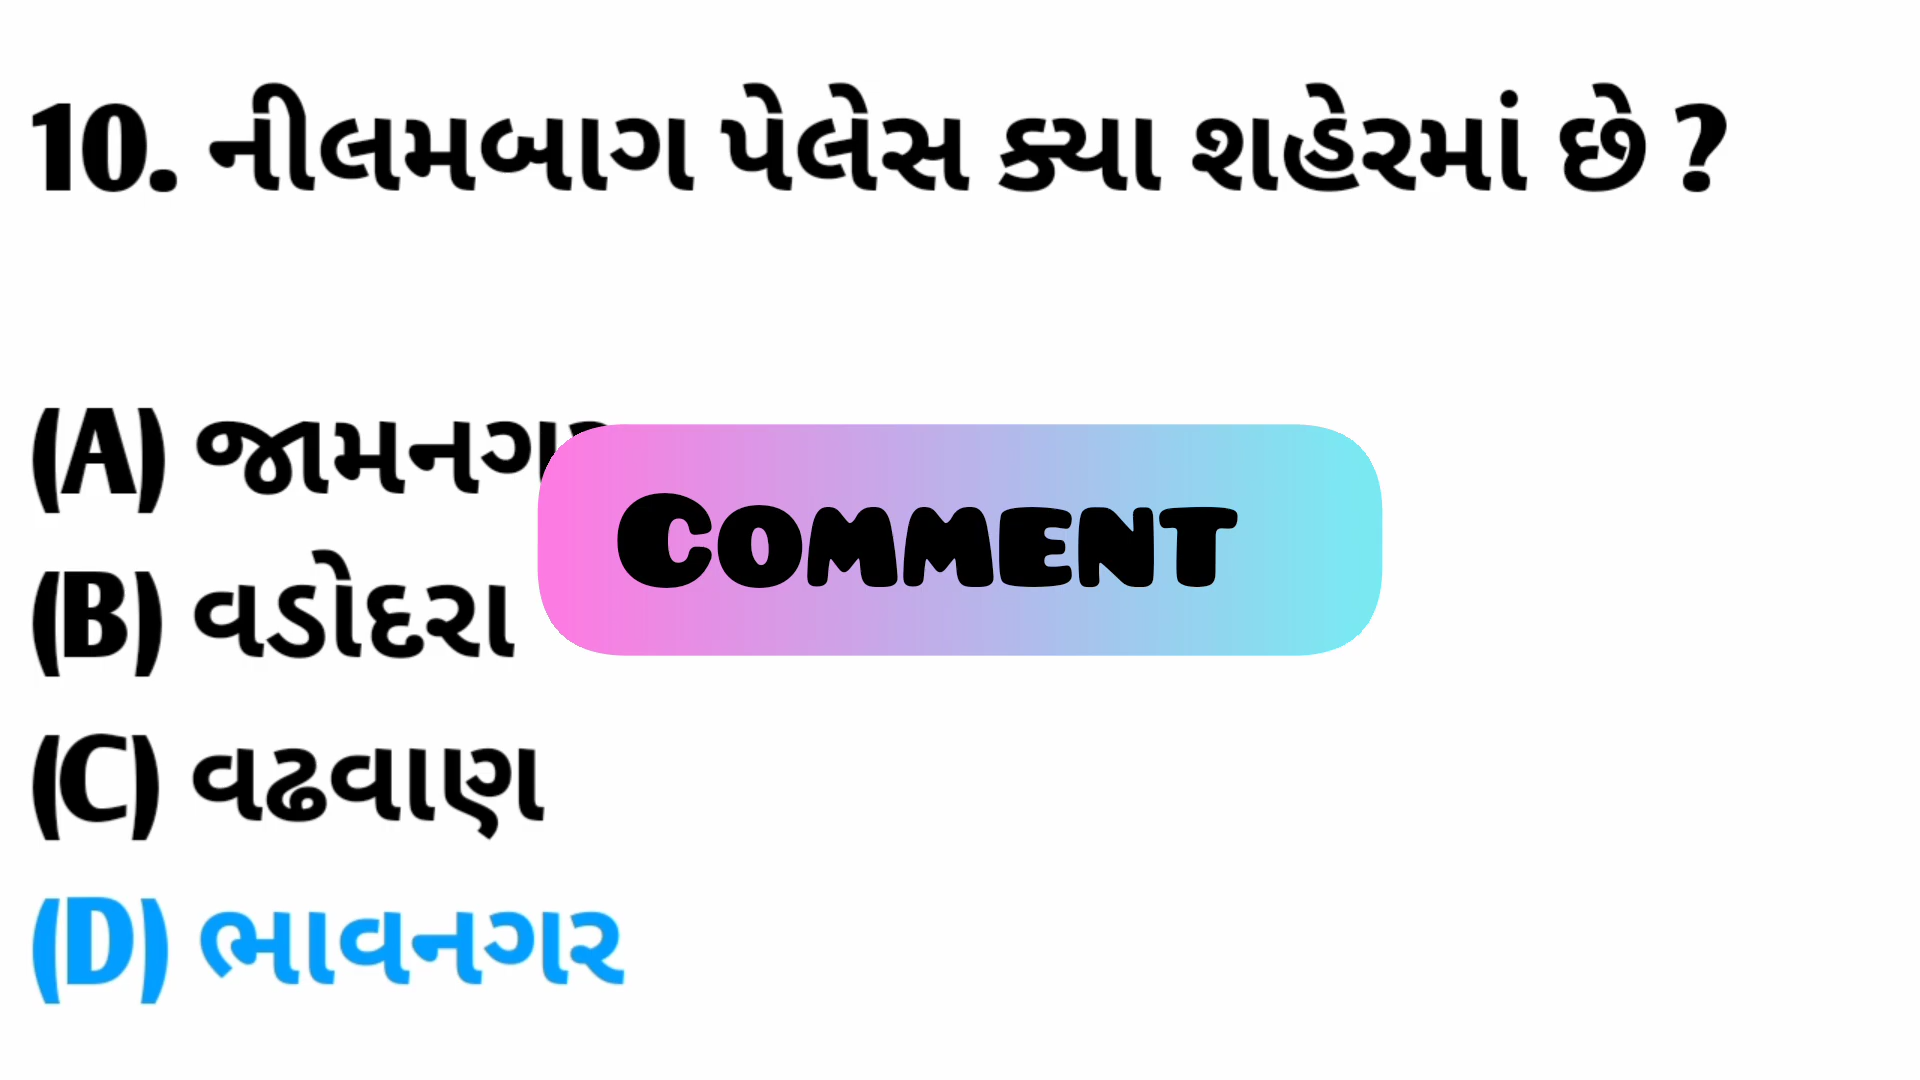 10. નીલમબાગ પેલેસ ક્યા શહેરમાં છે ?
(A) જામનગર
COMMENT
(B) વડોદરા
(C) વઢવાણ
(D) ભાવનગર